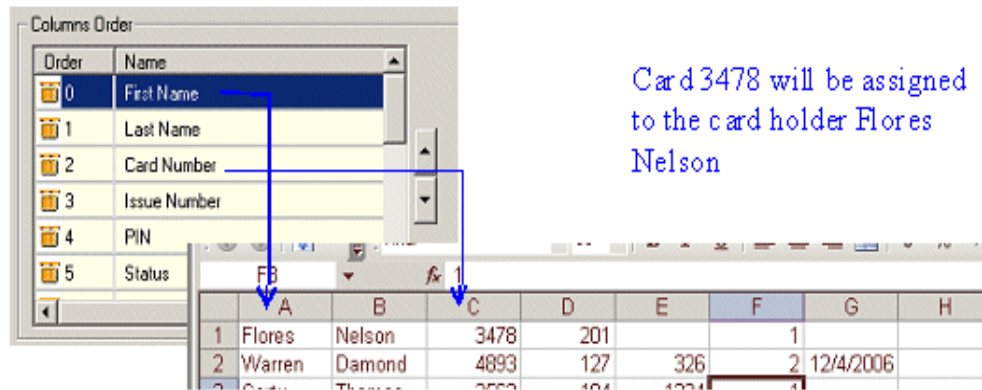 Columns Order
Order Name
0 First Name
1 Last Name
2 Card Number
3 Issue Number
4 PIN
5 Status
Card 3478 will be assigned
to the card holder Flores
Nelson
F3 fx 1
A B C D E F G H
1 Flores Nelson 3478 201 1
2 Warren Damond 4893 127 326 2 12/4/2006